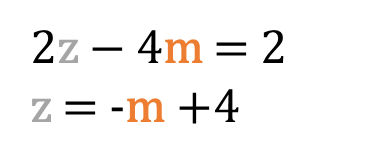 2z − 4m = 2
z = -m +4